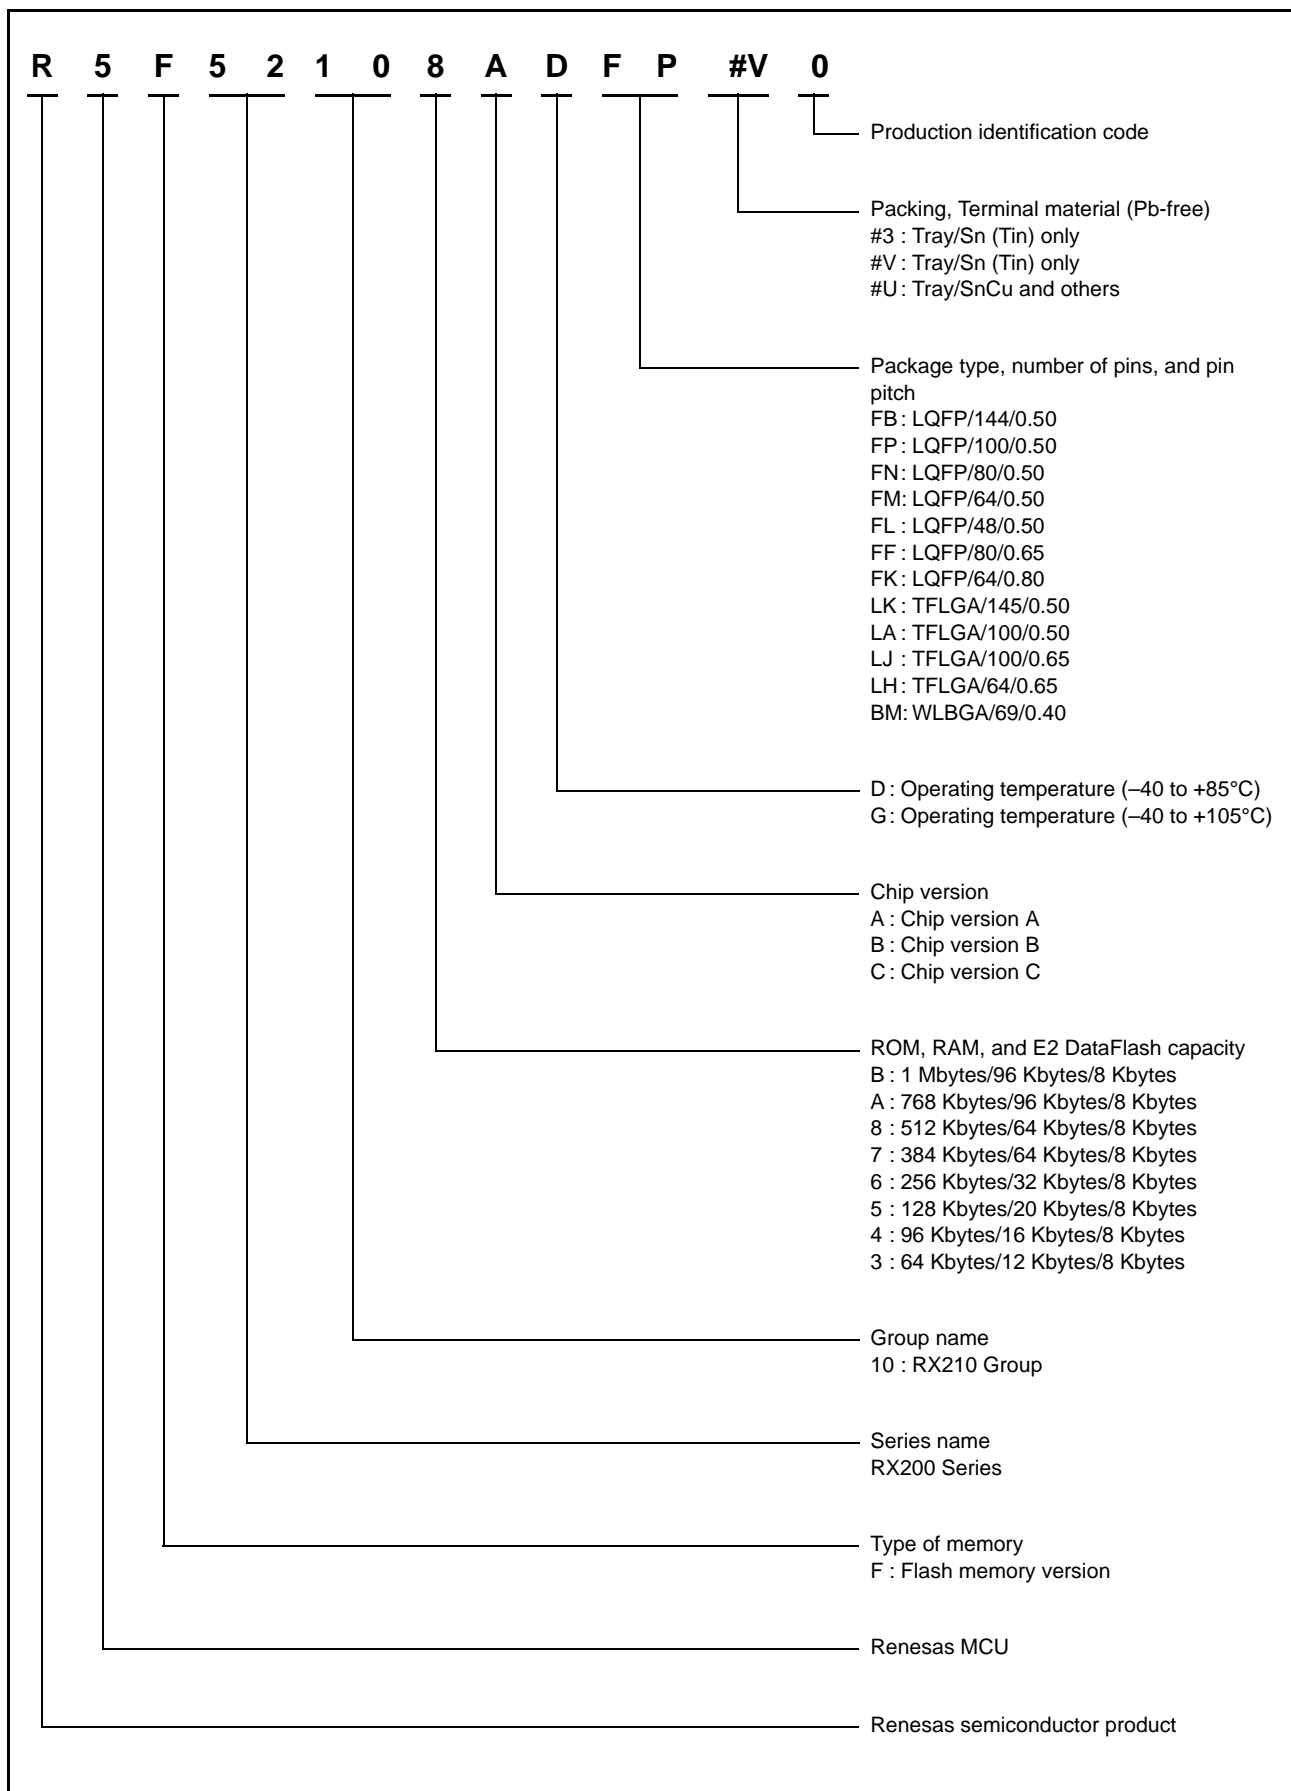 R 5 F 5 2 1 0 8 A D F P #V 0
Production identification code
Packing, Terminal material (Pb-free)
#3 : Tray/Sn (Tin) only
#V : Tray/Sn (Tin) only
#U : Tray/SnCu and others
Package type, number of pins, and pin
pitch
FB : LQFP/144/0.50
FP : LQFP/100/0.50
FN : LQFP/80/0.50
FM: LQFP/64/0.50
FL : LQFP/48/0.50
FF : LQFP/80/0.65
FK : LQFP/64/0.80
LK : TFLGA/145/0.50
LA : TFLGA/100/0.50
LJ : TFLGA/100/0.65
LH : TFLGA/64/0.65
BM: WLBGA/69/0.40
D : Operating temperature (–40 to +85°C)
G : Operating temperature (–40 to +105°C)
Chip version
A : Chip version A
B : Chip version B
C : Chip version C
ROM, RAM, and E2 DataFlash capacity
B : 1 Mbytes/96 Kbytes/8 Kbytes
A : 768 Kbytes/96 Kbytes/8 Kbytes
8 : 512 Kbytes/64 Kbytes/8 Kbytes
7 : 384 Kbytes/64 Kbytes/8 Kbytes
6 : 256 Kbytes/32 Kbytes/8 Kbytes
5 : 128 Kbytes/20 Kbytes/8 Kbytes
4 : 96 Kbytes/16 Kbytes/8 Kbytes
3 : 64 Kbytes/12 Kbytes/8 Kbytes
Group name
10 : RX210 Group
Series name
RX200 Series
Type of memory
F : Flash memory version
Renesas MCU
Renesas semiconductor product